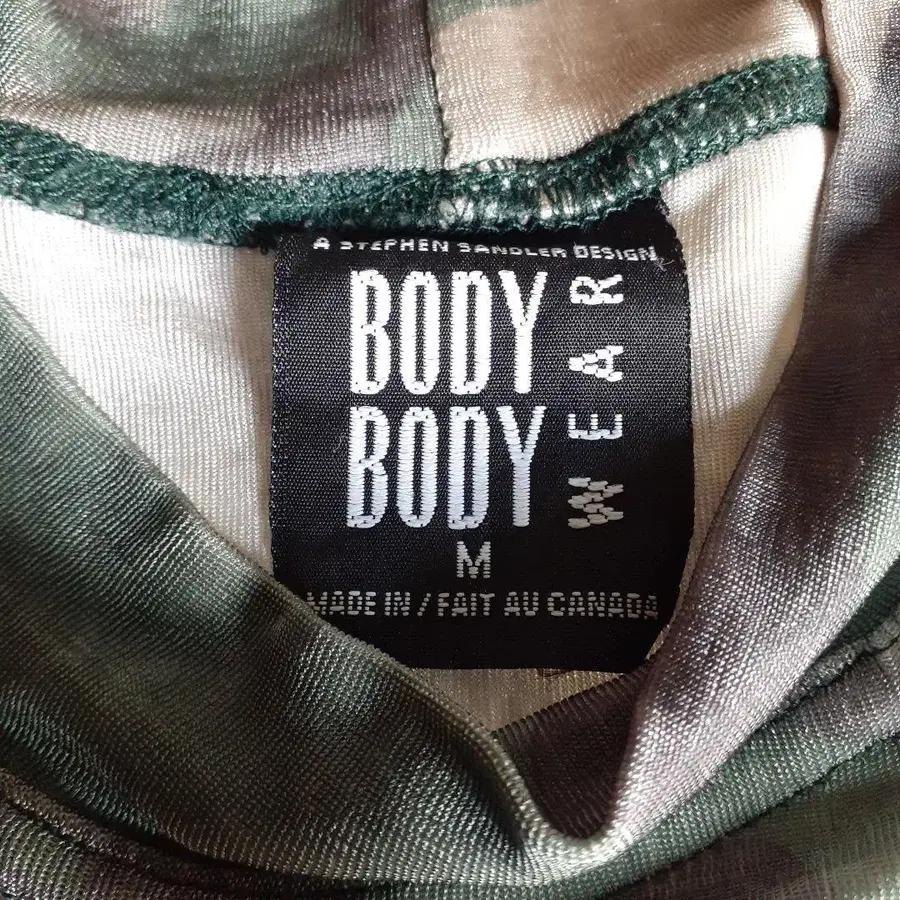 A STEPHEN SANDLER DESIGN
BODY
BODY
WEAR
M
MADE IN / FAIT AU CANADA